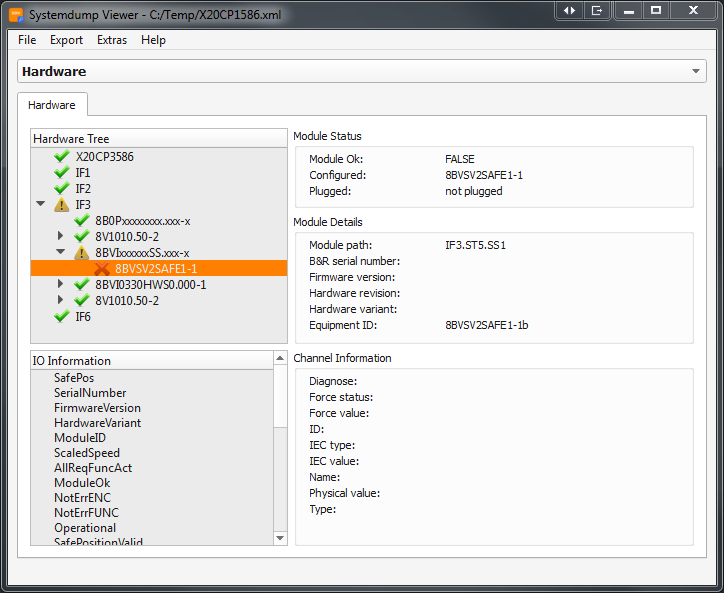 Systemdump Viewer - C:/Temp/X20CP1586.xml
File Export Extras Help
Hardware
Hardware
Hardware Tree
X20CP3586
IF1
IF2
IF3
8B0Pxxxxxxxx.xxx-x
8V1010.50-2
8BVIxxxxxxSS.xxx-x
8BVSV2SAFE1-1
8BVI0330HWS0.000-1
8V1010.50-2
IF6
IO Information
SafePos
SerialNumber
FirmwareVersion
HardwareVariant
ModuleID
ScaledSpeed
AllReqFuncAct
ModuleOk
NotErrENC
NotErrFUNC
Operational
SafePositionValid
Module Status
Module Ok: FALSE
Configured: 8BVSV2SAFE1-1
Plugged: not plugged
Module Details
Module path: IF3.ST5.SS1
B&R serial number:
Firmware version:
Hardware revision:
Hardware variant:
Equipment ID: 8BVSV2SAFE1-1b
Channel Information
Diagnose:
Force status:
Force value:
ID:
IEC type:
IEC value:
Name:
Physical value:
Type: